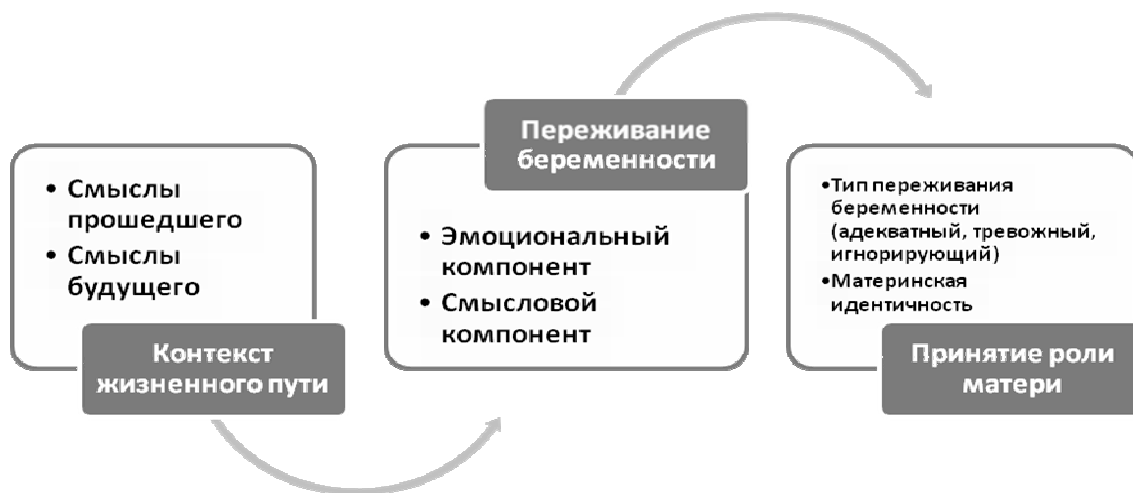 • Смыслы
прошедшего
• Смыслы
будущего
Контекст
жизненного пути
Переживание
беременности
• Эмоциональный
компонент
• Смысловой
компонент
•Тип переживания
беременности
(адекватный, тревожный,
игнорирующий)
•Материнская
идентичность
Принятие роли
матери